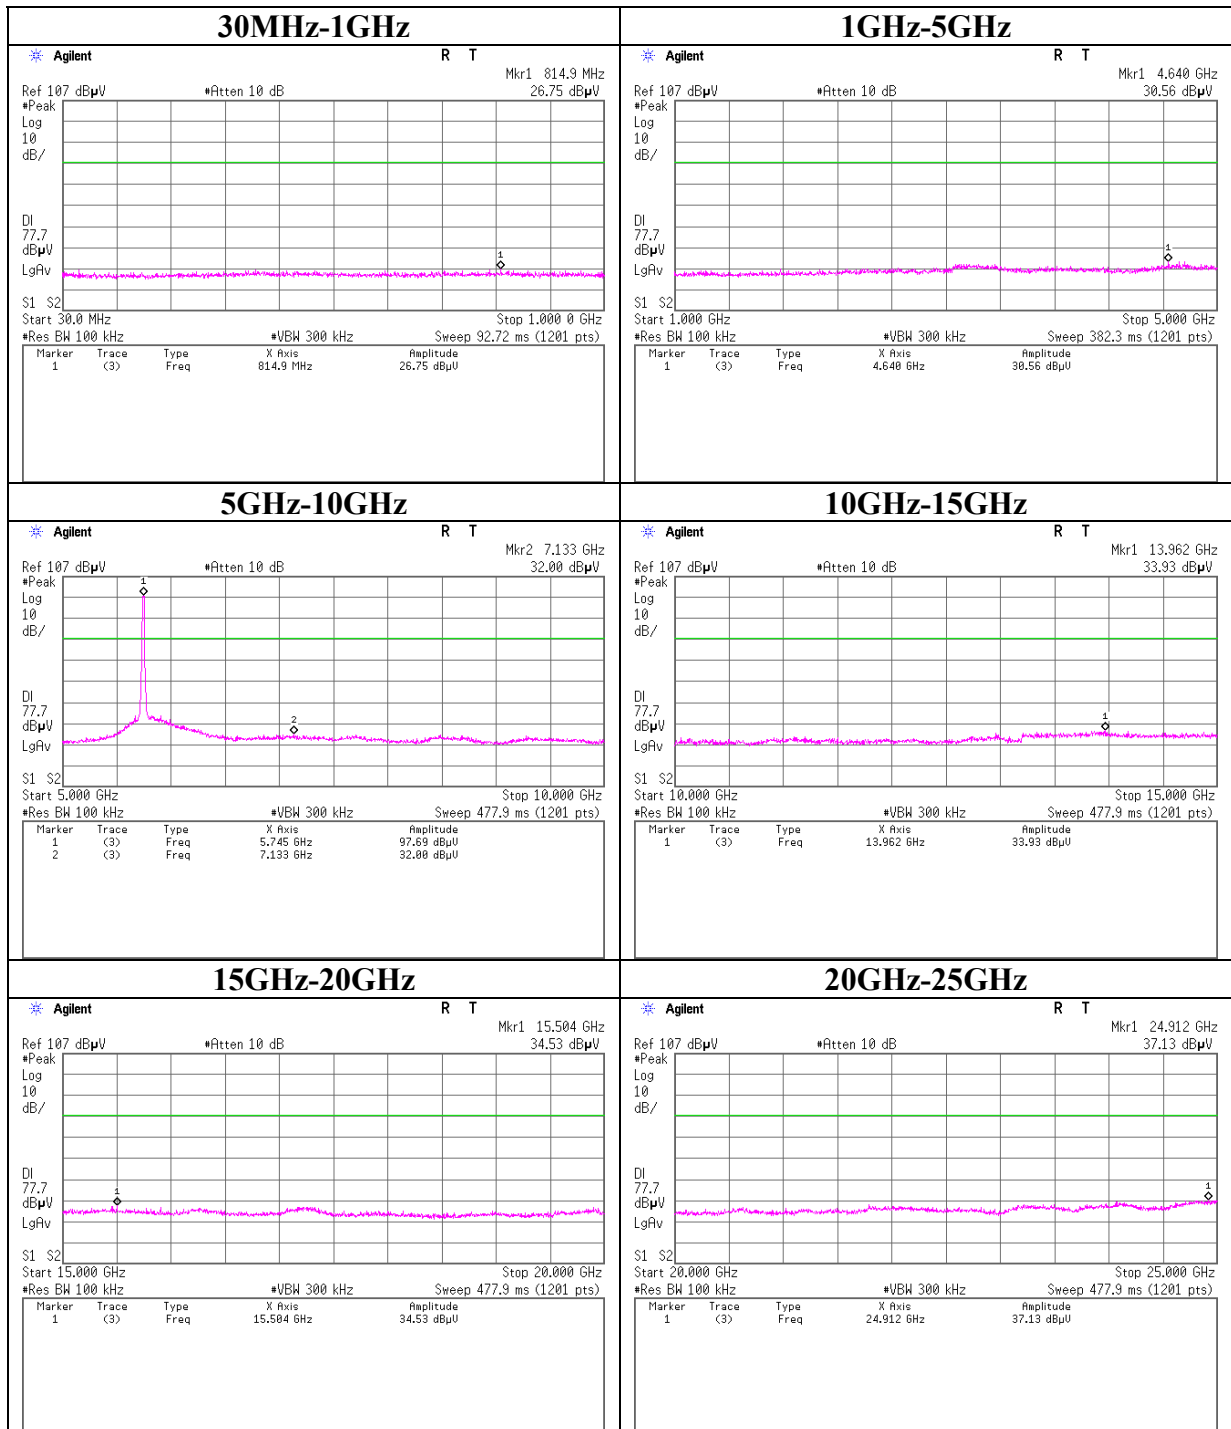 30MHz-1GHz
Agilent R T
Mkr1 814.9 MHz
Ref 107 dBµV #Atten 10 dB 26.75 dBµV
#Peak
Log
10
dB/
DI
77.7
dBµV
LgAv
1
S1 S2
Start 30.0 MHz Stop 1.000 0 GHz
#Res BW 100 kHz #VBW 300 kHz Sweep 92.72 ms (1201 pts)
Marker Trace Type X Axis Amplitude
1 (3) Freq 814.9 MHz 26.75 dBµV
1GHz-5GHz
Agilent R T
Mkr1 4.640 GHz
Ref 107 dBµV #Atten 10 dB 30.56 dBµV
#Peak
Log
10
dB/
DI
77.7
dBµV
LgAv
1
S1 S2
Start 1.000 GHz Stop 5.000 GHz
#Res BW 100 kHz #VBW 300 kHz Sweep 382.3 ms (1201 pts)
Marker Trace Type X Axis Amplitude
1 (3) Freq 4.640 GHz 30.56 dBµV
5GHz-10GHz
Agilent R T
Mkr2 7.133 GHz
Ref 107 dBµV #Atten 10 dB 32.00 dBµV
#Peak
Log
10
dB/
1
DI
77.7
dBµV
LgAv
2
S1 S2
Start 5.000 GHz Stop 10.000 GHz
#Res BW 100 kHz #VBW 300 kHz Sweep 477.9 ms (1201 pts)
Marker Trace Type X Axis Amplitude
1 (3) Freq 5.745 GHz 97.69 dBµV
2 (3) Freq 7.133 GHz 32.00 dBµV
10GHz-15GHz
Agilent R T
Mkr1 13.962 GHz
Ref 107 dBµV #Atten 10 dB 33.93 dBµV
#Peak
Log
10
dB/
DI
77.7
dBµV
LgAv
1
S1 S2
Start 10.000 GHz Stop 15.000 GHz
#Res BW 100 kHz #VBW 300 kHz Sweep 477.9 ms (1201 pts)
Marker Trace Type X Axis Amplitude
1 (3) Freq 13.962 GHz 33.93 dBµV
15GHz-20GHz
Agilent R T
Mkr1 15.504 GHz
Ref 107 dBµV #Atten 10 dB 34.53 dBµV
#Peak
Log
10
dB/
DI
77.7
dBµV
LgAv
1
S1 S2
Start 15.000 GHz Stop 20.000 GHz
#Res BW 100 kHz #VBW 300 kHz Sweep 477.9 ms (1201 pts)
Marker Trace Type X Axis Amplitude
1 (3) Freq 15.504 GHz 34.53 dBµV
20GHz-25GHz
Agilent R T
Mkr1 24.912 GHz
Ref 107 dBµV #Atten 10 dB 37.13 dBµV
#Peak
Log
10
dB/
DI
77.7
dBµV
LgAv
1
S1 S2
Start 20.000 GHz Stop 25.000 GHz
#Res BW 100 kHz #VBW 300 kHz Sweep 477.9 ms (1201 pts)
Marker Trace Type X Axis Amplitude
1 (3) Freq 24.912 GHz 37.13 dBµV